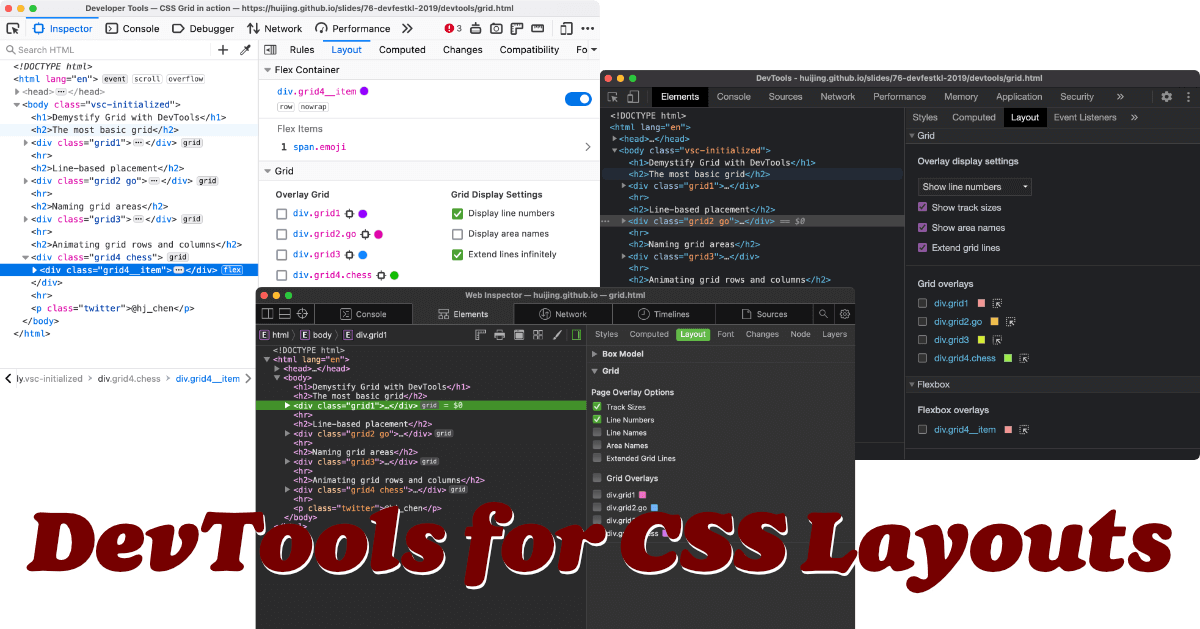 Developer Tools — CSS Grid in action — https://huijing.github.io/slides/76-devfestkl-2019/devtools/grid.html
Inspector Console Debugger Network Performance 3
Search HTML
Rules Layout Computed Changes Compatibility Fo
<!DOCTYPE html>
<html lang="en"> event scroll overflow
<head>⋯</head>
<body class="vsc-initialized">
<h1>Demystify Grid with DevTools</h1>
<h2>The most basic grid</h2>
<div class="grid1">⋯</div> grid
<hr>
<h2>Line-based placement</h2>
<div class="grid2 go">⋯</div> grid
<hr>
<h2>Naming grid areas</h2>
<div class="grid3">⋯</div> grid
<hr>
<h2>Animating grid rows and columns</h2>
<div class="grid4 chess"> grid
<div class="grid4__item">⋯</div> flex
</div>
<hr>
<p class="twitter">@hj_chen</p>
</body>
</html>
ly.vsc-initialized div.grid4.chess div.grid4__item
Flex Container
div.grid4__item
row nowrap
Flex Items
1 span.emoji
Grid
Overlay Grid
div.grid1
div.grid2.go
div.grid3
div.grid4.chess
Grid Display Settings
Display line numbers
Display area names
Extend lines infinitely
DevTools - huijing.github.io/slides/76-devfestkl-2019/devtools/grid.html
Elements Console Sources Network Performance Memory Application Security
<!DOCTYPE html>
<html lang="en">
<head>…</head>
<body class="vsc-initialized">
<h1>Demystify Grid with DevTools</h1>
<h2>The most basic grid</h2>
<div class="grid1">…</div>
<hr>
<h2>Line-based placement</h2>
<div class="grid2 go">…</div> == $0
<hr>
<h2>Naming grid areas</h2>
<div class="grid3">…</div>
<hr>
<h2>Animating grid rows and columns</h2>
Styles Computed Layout Event Listeners
Grid
Overlay display settings
Show line numbers
Show track sizes
Show area names
Extend grid lines
Grid overlays
div.grid1
div.grid2.go
div.grid3
div.grid4.chess
Flexbox
Flexbox overlays
div.grid4__item
Web Inspector — huijing.github.io — grid.html
Console Elements Network Timelines Sources
E html E body E div.grid1
Styles Computed Layout Font Changes Node Layers
<!DOCTYPE html>
<html lang="en">
<head>…</head>
<body>
<h1>Demystify Grid with DevTools</h1>
<h2>The most basic grid</h2>
<div class="grid1">…</div> grid = $0
<hr>
<h2>Line-based placement</h2>
<div class="grid2 go">…</div> grid
<hr>
<h2>Naming grid areas</h2>
<div class="grid3">…</div> grid
<hr>
<h2>Animating grid rows and columns</h2>
<div class="grid4 chess">…</div> grid
<hr>
<p class="twitter">@hj_chen</p>
</body>
Box Model
Grid
Page Overlay Options
Track Sizes
Line Numbers
Line Names
Area Names
Extended Grid Lines
Grid Overlays
div.grid1
div.grid2.go
DevTools for CSS Layouts